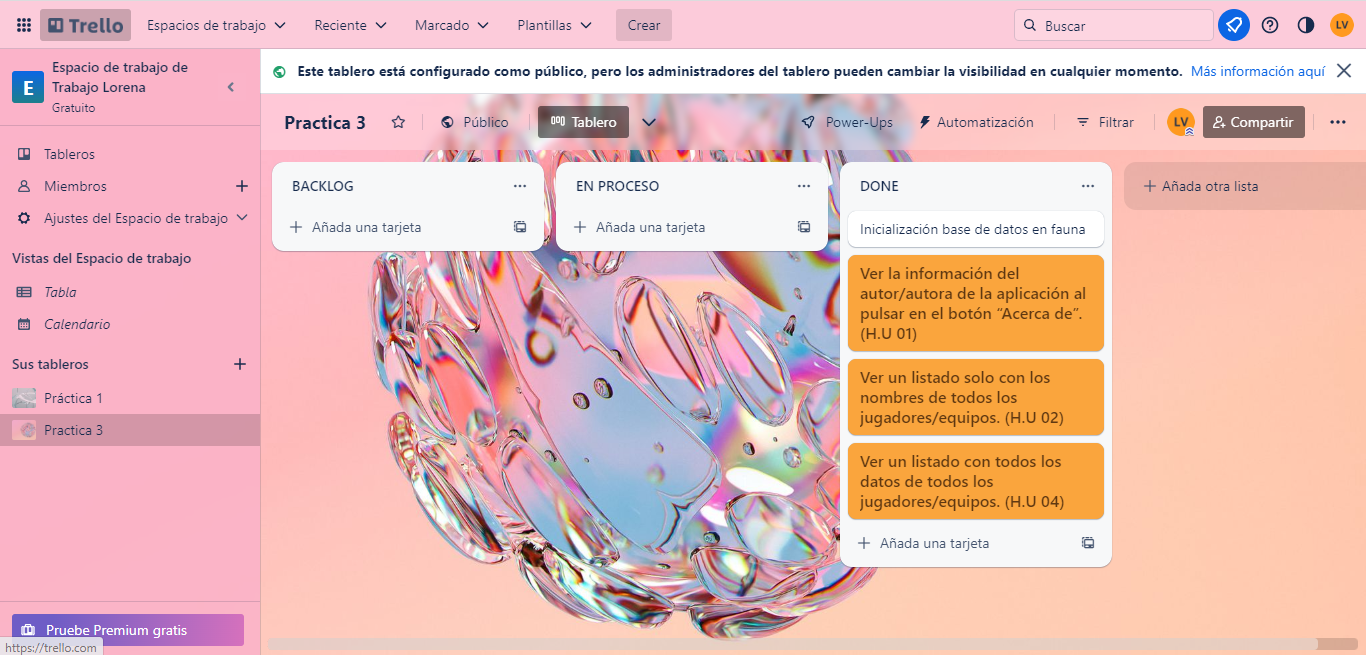 Trello
Espacios de trabajo
Reciente
Marcado
Plantillas
Crear
Buscar
LV
E
Espacio de trabajo de
Trabajo Lorena
Gratuito
Este tablero está configurado como público, pero los administradores del tablero pueden cambiar la visibilidad en cualquier momento. Más información aquí
Practica 3
Público
Tablero
Power-Ups
Automatización
Filtrar
LV
Compartir
Tableros
Miembros
Ajustes del Espacio de trabajo
Vistas del Espacio de trabajo
Tabla
Calendario
Sus tableros
Práctica 1
Practica 3
Pruebe Premium gratis
https://trello.com
BACKLOG
Añada una tarjeta
EN PROCESO
Añada una tarjeta
DONE
Inicialización base de datos en fauna
Ver la información del
autor/autora de la aplicación al
pulsar en el botón “Acerca de”.
(H.U 01)
Ver un listado solo con los
nombres de todos los
jugadores/equipos. (H.U 02)
Ver un listado con todos los
datos de todos los
jugadores/equipos. (H.U 04)
Añada una tarjeta
Añada otra lista